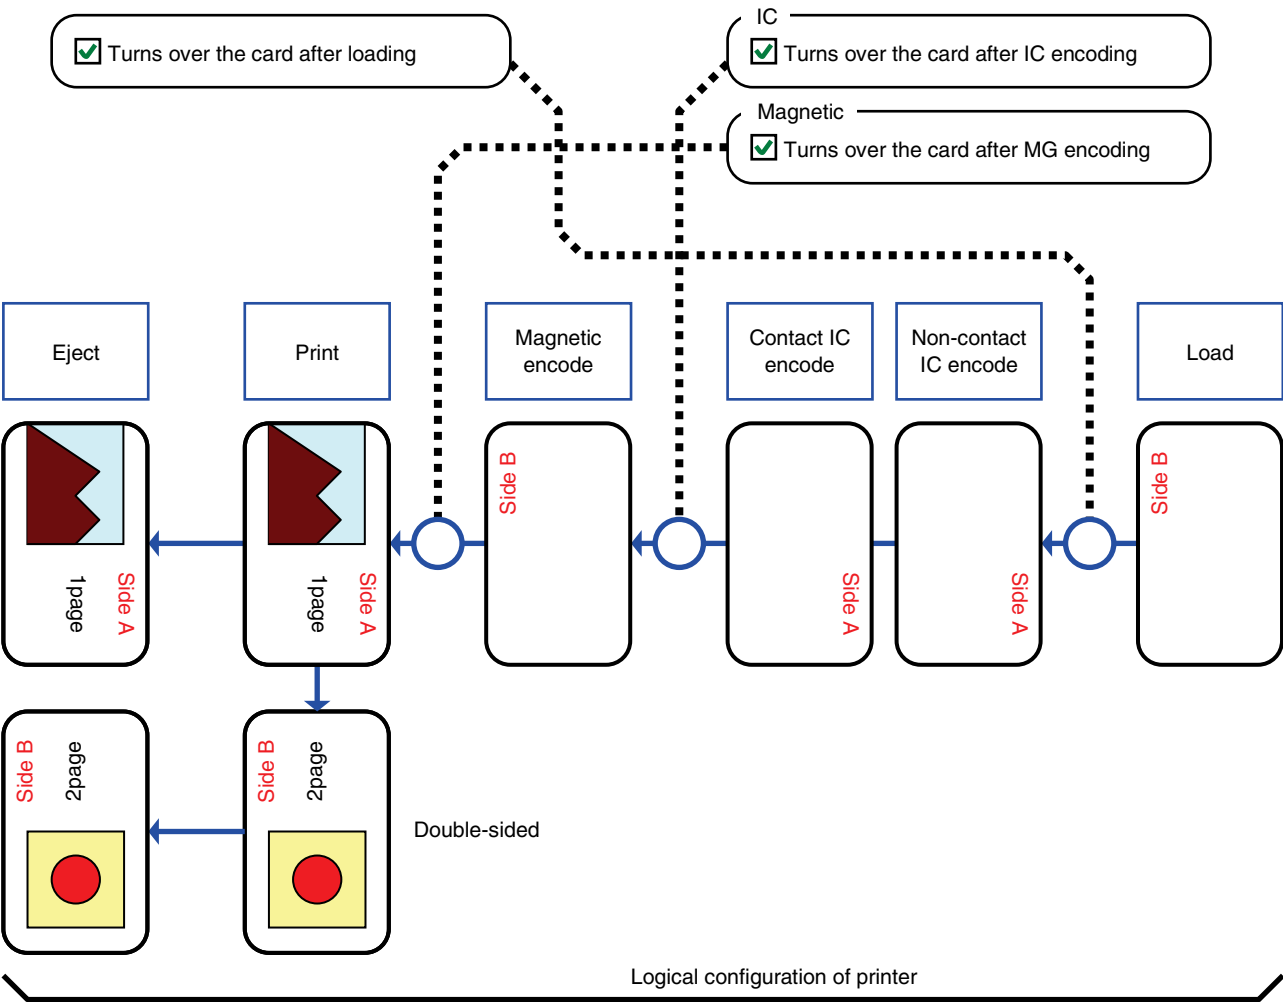 Turns over the card after loading
IC
Turns over the card after IC encoding
Magnetic
Turns over the card after MG encoding
Eject
Print
Magnetic
encode
Contact IC
encode
Non-contact
IC encode
Load
1page
Side A
1page
Side A
Side B
Side A
Side A
Side B
Side B
2page
Side B
2page
Double-sided
Logical configuration of printer